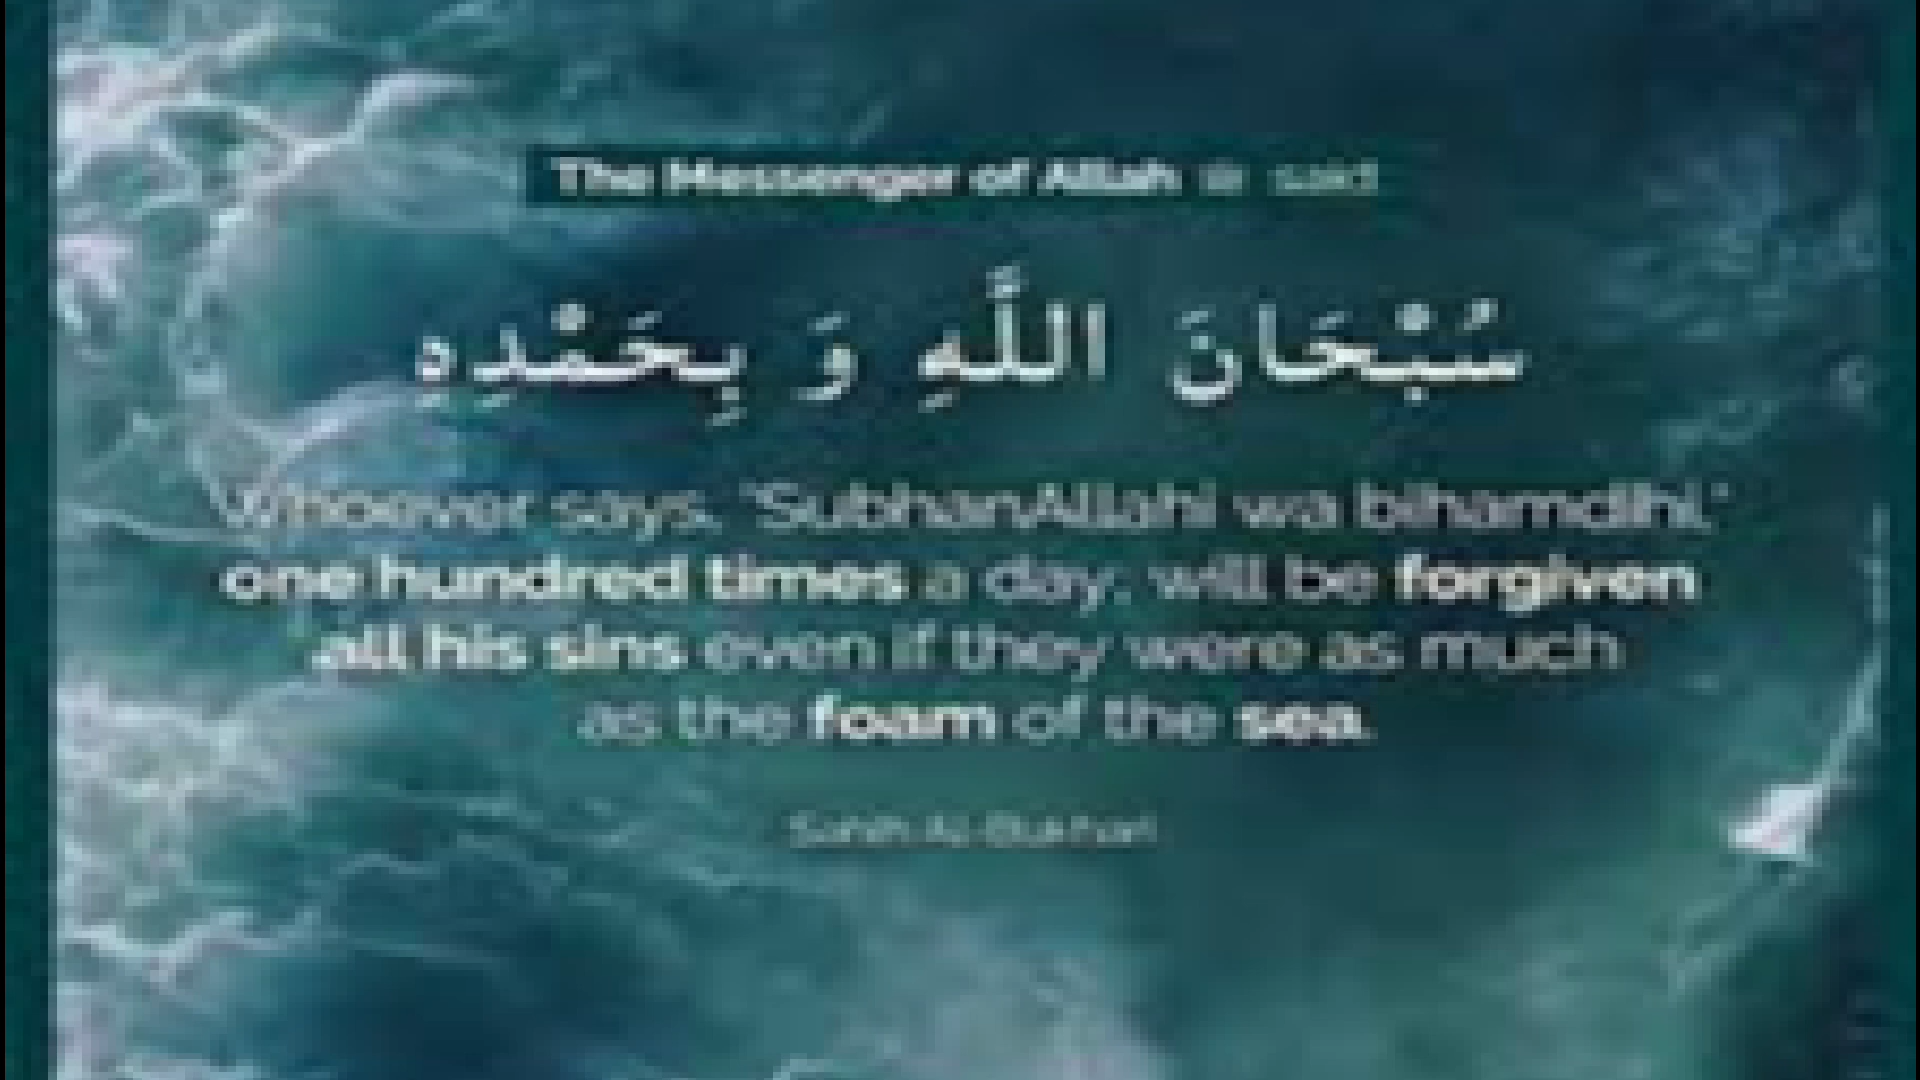 The Messenger of Allah ﷺ said
سُبْحَانَ اللَّهِ وَ بِحَمْدِهِ
Whoever says, 'SubhanAllahi wa bihamdihi,'
one hundred times a day, will be forgiven
all his sins even if they were as much
as the foam of the sea.
Sahih Al-Bukhari